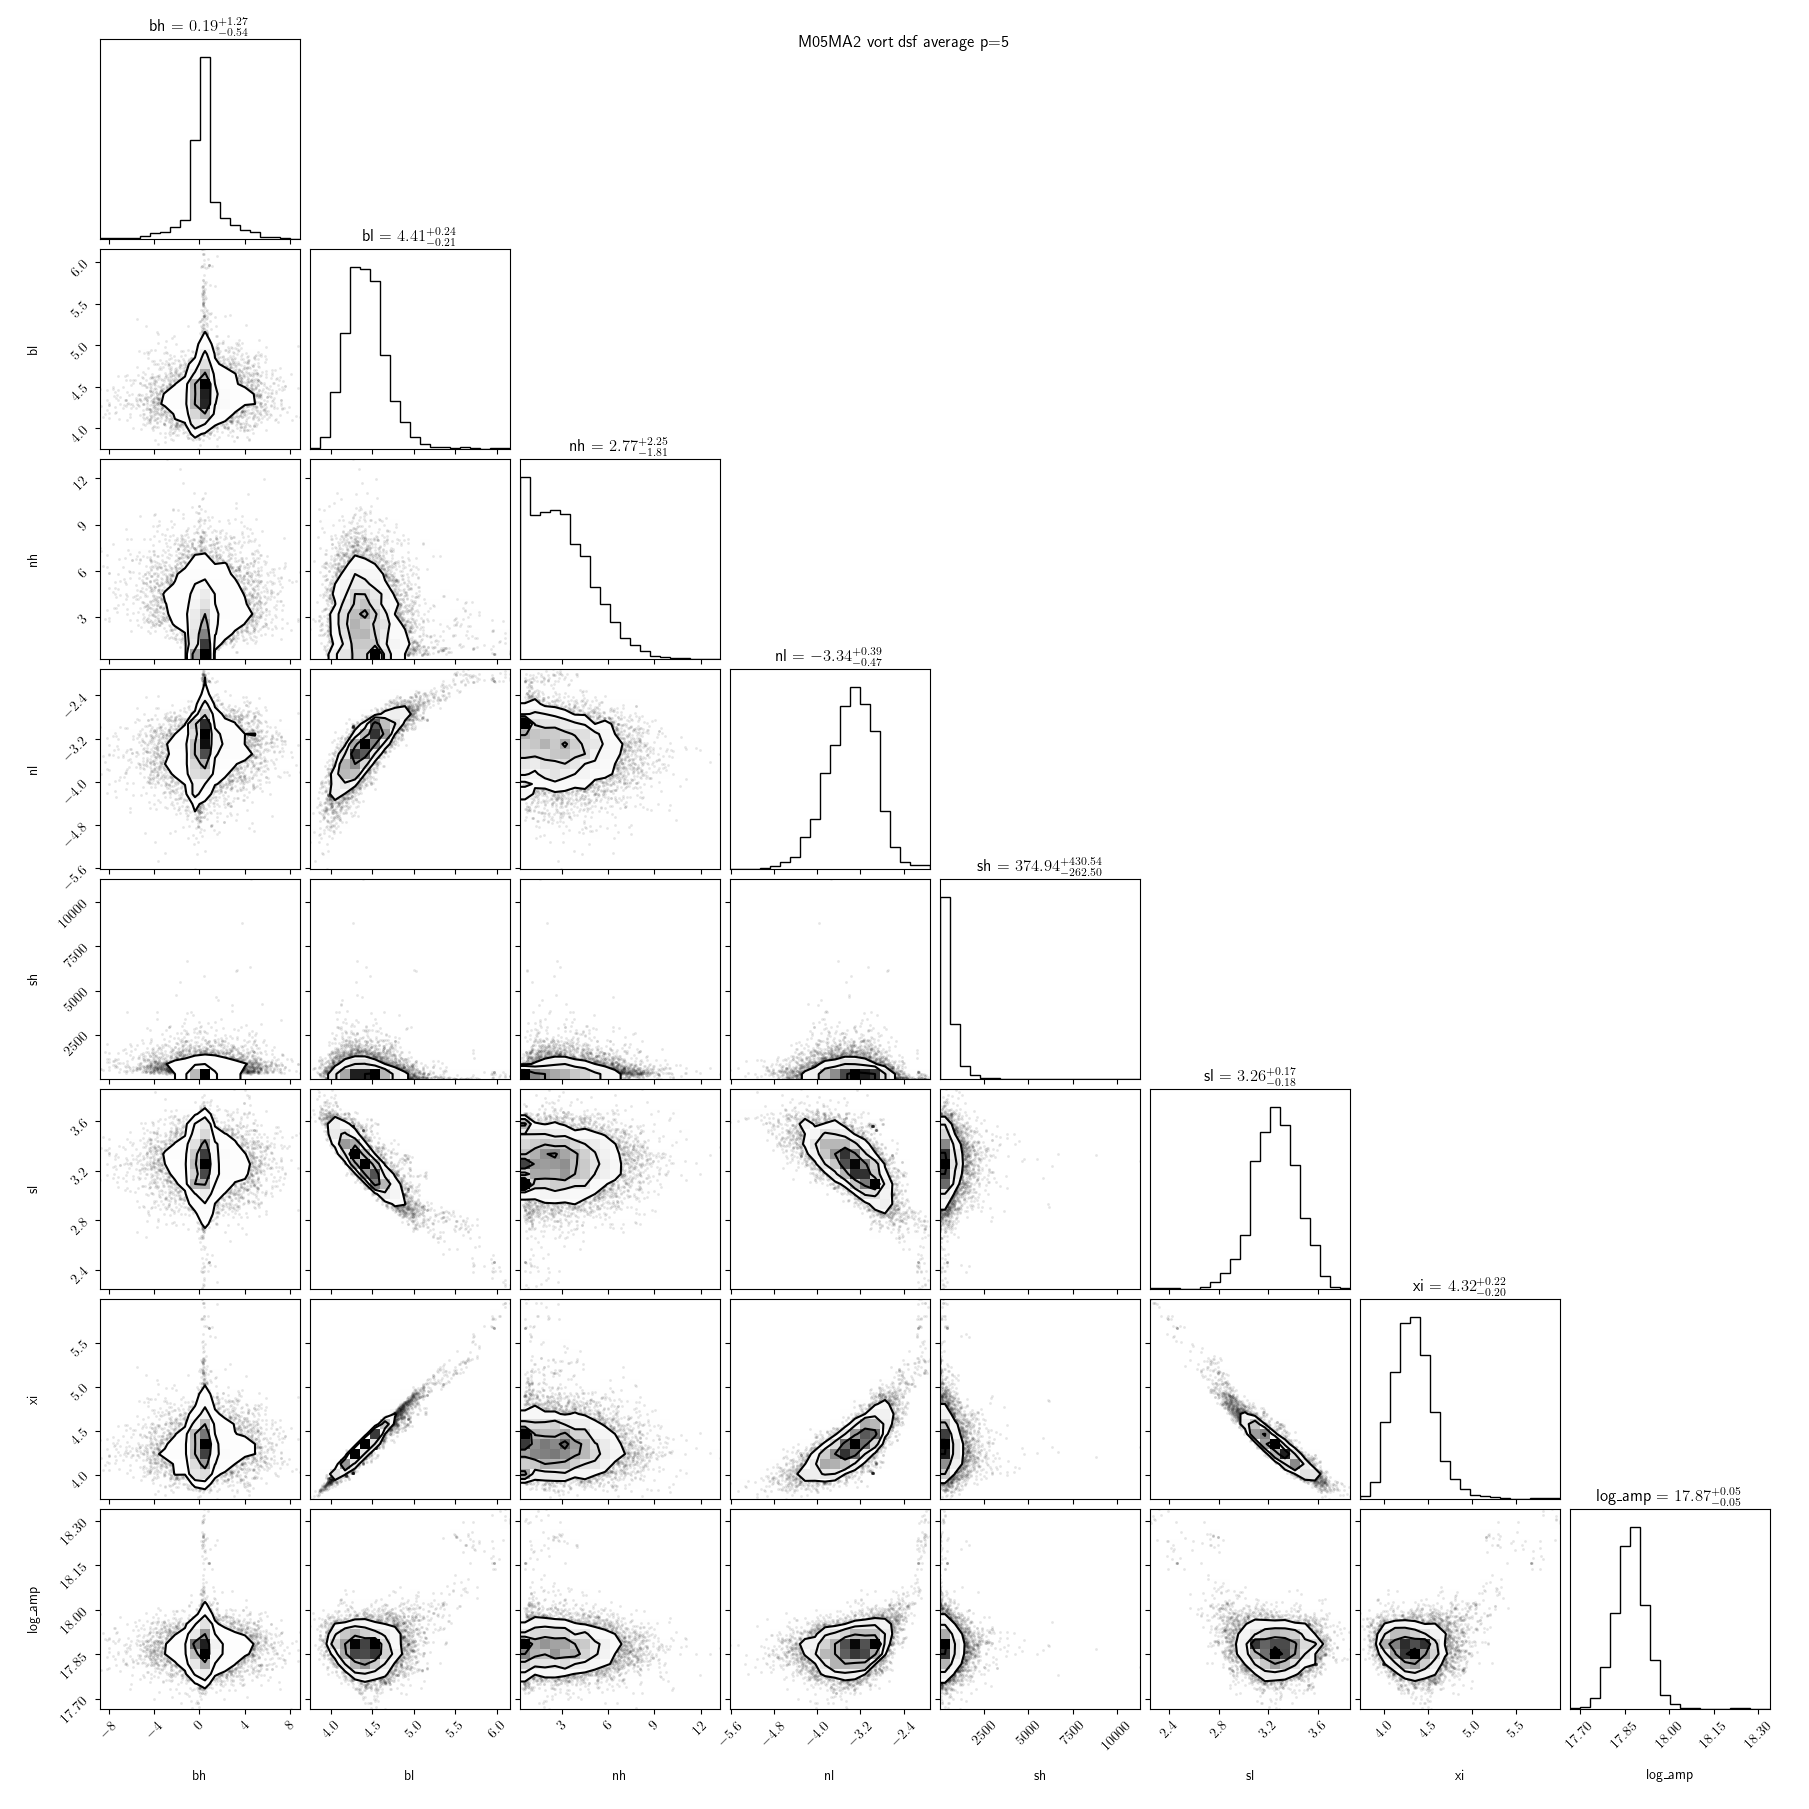 bh = 0.19+1.27−0.54
M05MA2 vort dsf average p=5
bl = 4.41+0.24−0.21
6.0
5.5
5.0
4.5
4.0
bl
nh = 2.77+2.25−1.81
12
9
6
3
nh
nl = −3.34+0.39−0.47
−2.4
−3.2
−4.0
−4.8
−5.6
nl
sh = 374.94+430.54−262.50
10000
7500
5000
2500
sh
sl = 3.26+0.17−0.18
3.6
3.2
2.8
2.4
sl
xi = 4.32+0.22−0.20
5.5
5.0
4.5
4.0
xi
log_amp = 17.87+0.05−0.05
18.30
18.15
18.00
17.85
17.70
log_amp
−8 −4 0 4 8
4.0 4.5 5.0 5.5 6.0
3 6 9 12
−5.6 −4.8 −4.0 −3.2 −2.4
2500 5000 7500 10000
2.4 2.8 3.2 3.6
4.0 4.5 5.0 5.5
17.70 17.85 18.00 18.15 18.30
bh bl nh nl sh sl xi log_amp